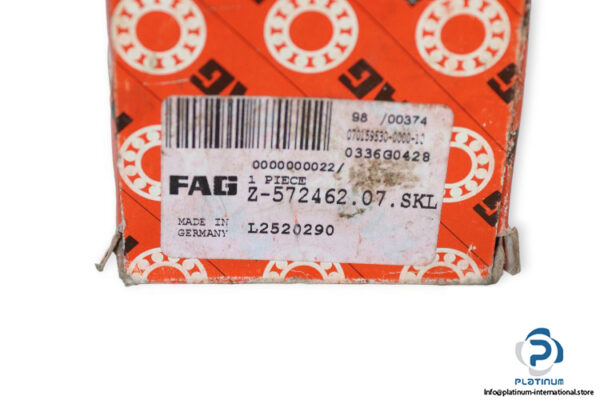 FAG
98 /00374
070159530-0000-10
0336G0428
0000000022/
1 PIECE
FAG Z-572462.07.SKL
MADE IN
GERMANY L2520290
PLATINUM
Info@platinum-international.store